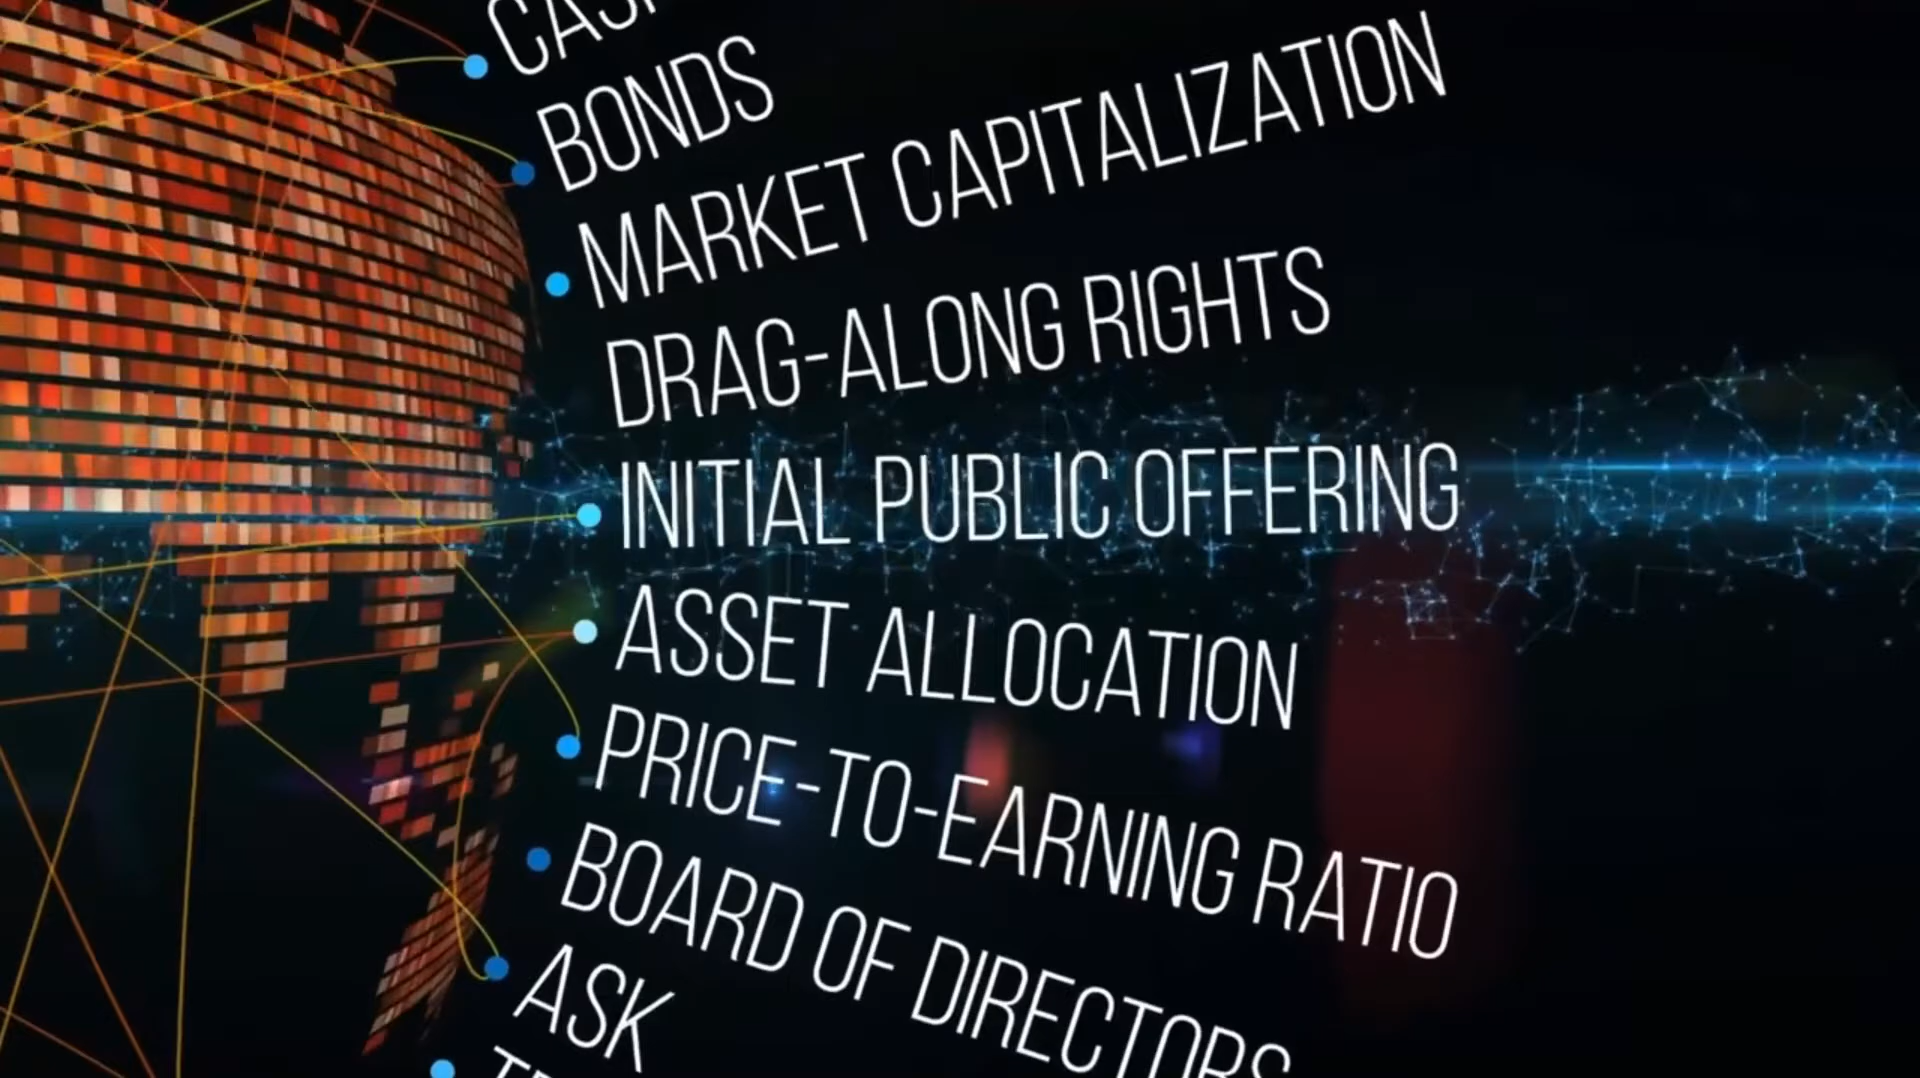 BONDS
MARKET CAPITALIZATION
DRAG-ALONG RIGHTS
INITIAL PUBLIC OFFERING
ASSET ALLOCATION
PRICE-TO-EARNING RATIO
BOARD OF DIRECTORS
ASK